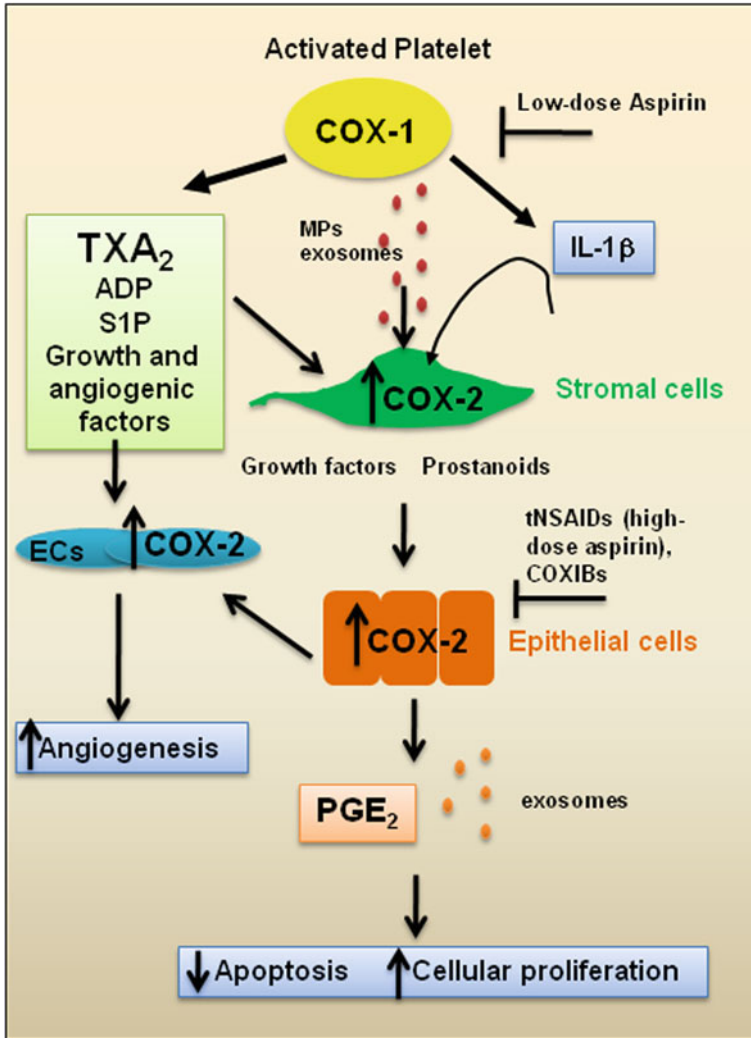 Activated Platelet
COX-1
Low-dose Aspirin
MPs
exosomes
IL-1β
TXA₂
ADP
S1P
Growth and
angiogenic
factors
COX-2
Stromal cells
Growth factors Prostanoids
tNSAIDs (high-
dose aspirin),
COXIBs
ECs
COX-2
COX-2
Epithelial cells
Angiogenesis
PGE₂
exosomes
Apoptosis
Cellular proliferation